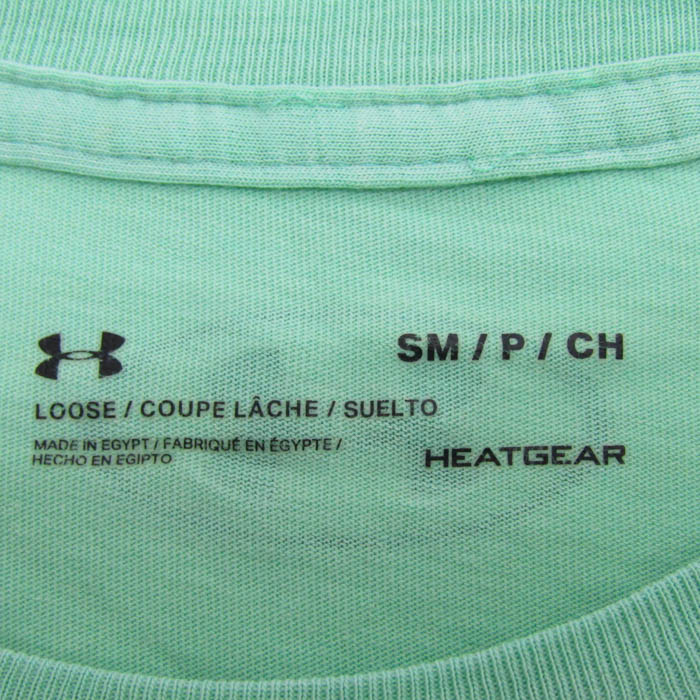 SM / P / CH
LOOSE / COUPE LÂCHE / SUELTO
MADE IN EGYPT / FABRIQUÉ EN ÉGYPTE /
HECHO EN EGIPTO
HEATGEAR